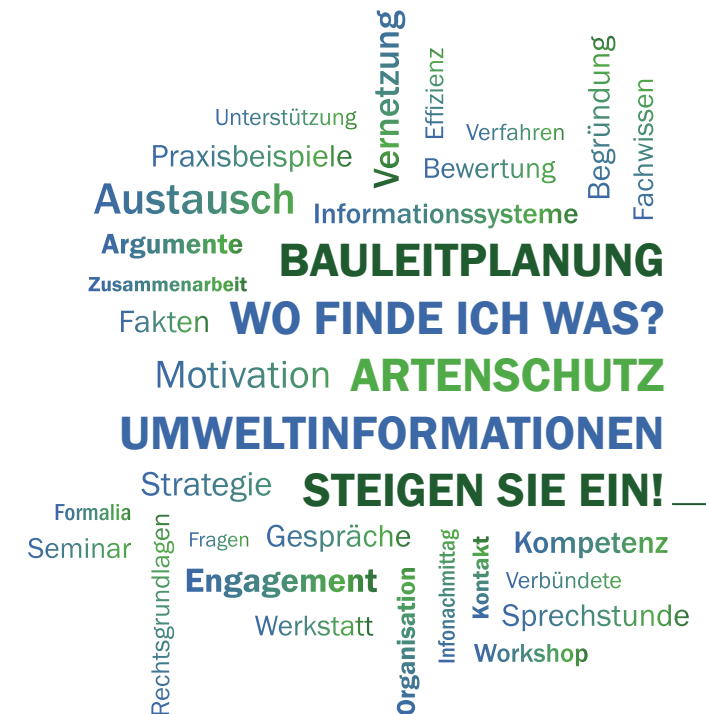 Vernetzung
Effizienz
Begründung
Fachwissen
Unterstützung
Verfahren
Praxisbeispiele
Bewertung
Austausch
Informationssysteme
Argumente
BAULEITPLANUNG
Zusammenarbeit
Fakten
WO FINDE ICH WAS?
Motivation
ARTENSCHUTZ
UMWELTINFORMATIONEN
Strategie
STEIGEN SIE EIN!
Formalia
Seminar
Rechtsgrundlagen
Fragen
Gespräche
Infonachmittag
Kontakt
Kompetenz
Engagement
Organisation
Verbündete
Werkstatt
Sprechstunde
Workshop